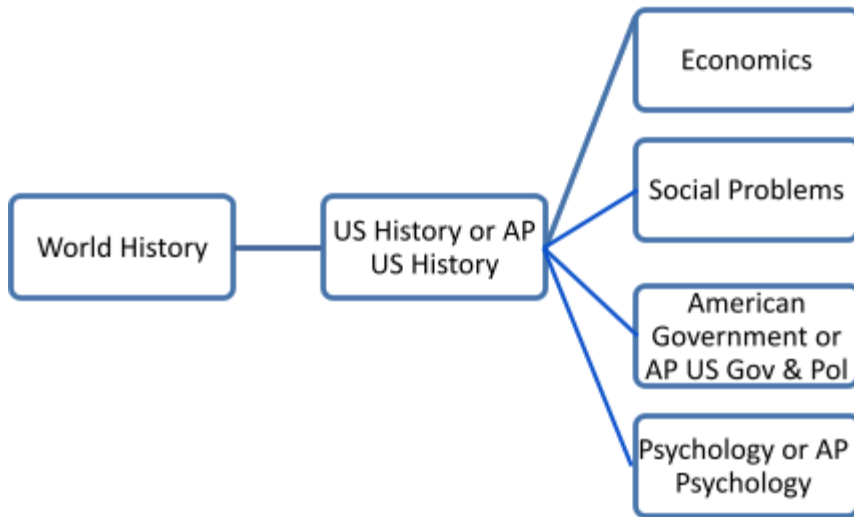 World History
US History or AP
US History
Economics
Social Problems
American
Government or
AP US Gov & Pol
Psychology or AP
Psychology